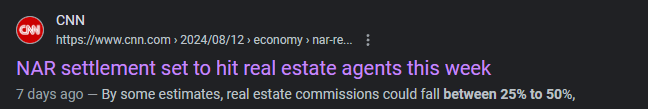 CNN
CNN
https://www.cnn.com › 2024/08/12 › economy › nar-re...
NAR settlement set to hit real estate agents this week
7 days ago — By some estimates, real estate commissions could fall between 25% to 50%,